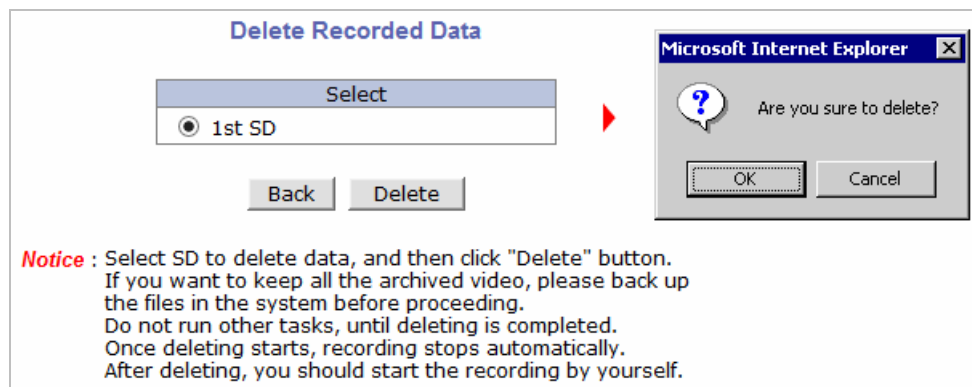 Delete Recorded Data
Select
1st SD
Back
Delete
Microsoft Internet Explorer
Are you sure to delete?
OK
Cancel
Notice : Select SD to delete data, and then click "Delete" button.
If you want to keep all the archived video, please back up
the files in the system before proceeding.
Do not run other tasks, until deleting is completed.
Once deleting starts, recording stops automatically.
After deleting, you should start the recording by yourself.